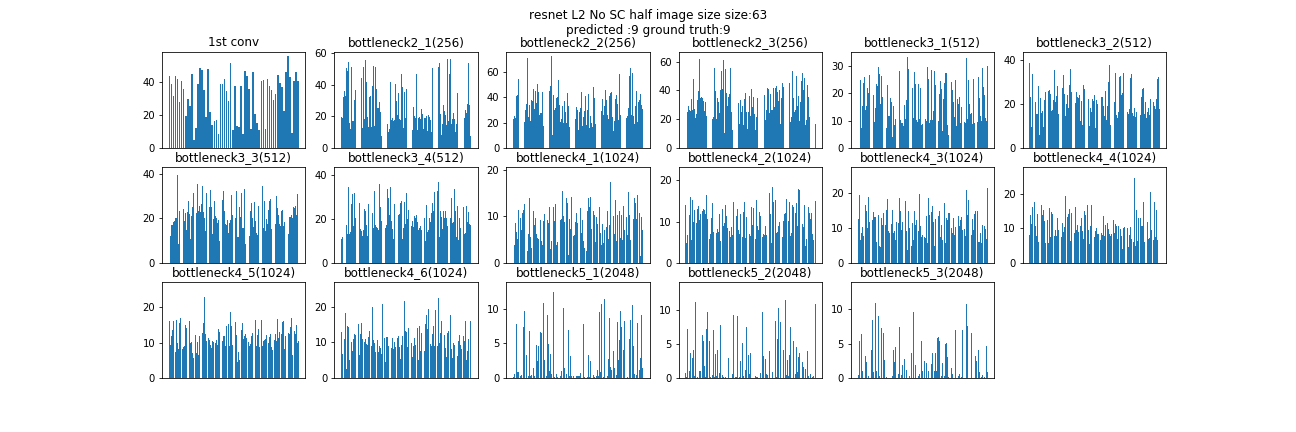 resnet L2 No SC half image size size:63
predicted :9 ground truth:9
1st conv bottleneck2_1(256) bottleneck2_2(256) bottleneck2_3(256) bottleneck3_1(512) bottleneck3_2(512)
0 20 40
0 20 40 60
0 20 40 60
0 20 40 60
0 10 20 30
0 20 40
bottleneck3_3(512) bottleneck3_4(512) bottleneck4_1(1024) bottleneck4_2(1024) bottleneck4_3(1024) bottleneck4_4(1024)
0 20 40
0 20 40
0 10 20
0 10 20
0 10 20
0 10 20
bottleneck4_5(1024) bottleneck4_6(1024) bottleneck5_1(2048) bottleneck5_2(2048) bottleneck5_3(2048)
0 10 20
0 10 20
0 5 10
0 5 10
0 5 10